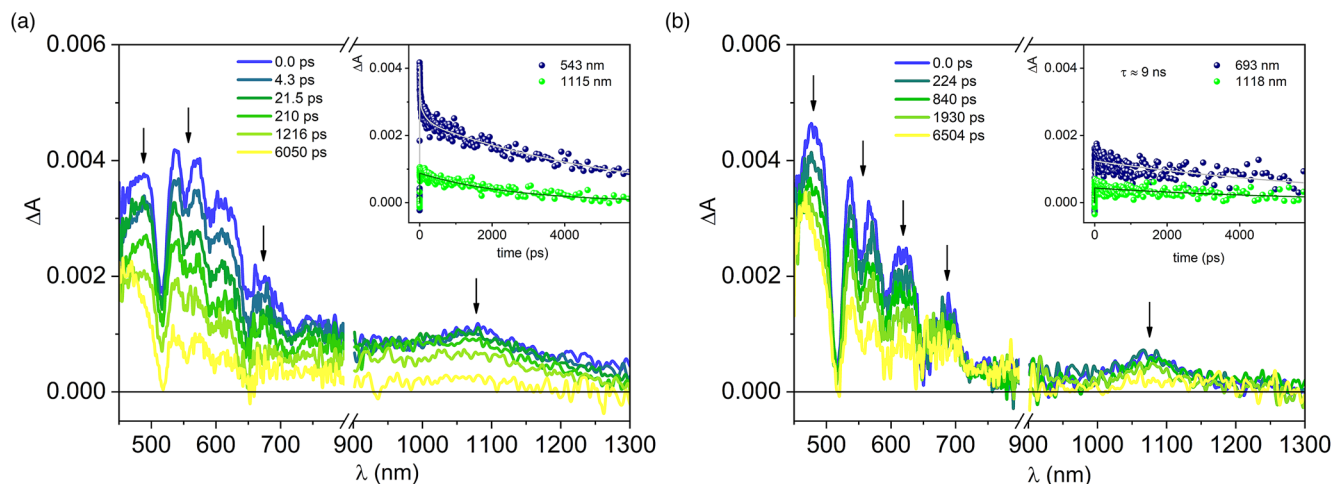 (a)
0.006
0.004
0.002
0.000
ΔA
0.0 ps
4.3 ps
21.5 ps
210 ps
1216 ps
6050 ps
ΔA
0.004
0.002
0.000
543 nm
1115 nm
0 2000 4000
time (ps)
500 600 700 800 900 1000 1100 1200 1300
λ (nm)
(b)
0.006
0.004
0.002
0.000
ΔA
0.0 ps
224 ps
840 ps
1930 ps
6504 ps
ΔA
0.004
0.002
0.000
τ ≈ 9 ns
693 nm
1118 nm
0 2000 4000
time (ps)
500 600 700 800 900 1000 1100 1200 1300
λ (nm)